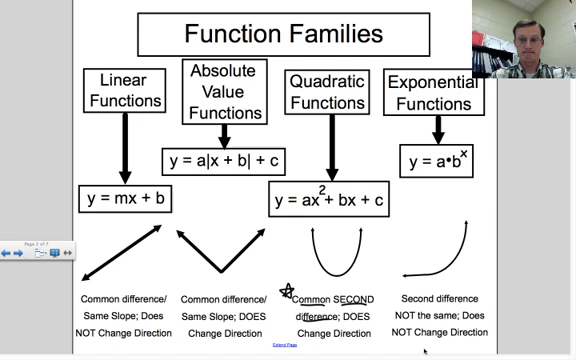 Function Families
Linear
Functions
Absolute
Value
Functions
Quadratic
Functions
Exponential
Functions
y = mx + b
y = a|x + b| + c
y = ax² + bx + c
y = a•bˣ
Page 2 of 7
Common difference/
Same Slope; Does
NOT Change Direction
Common difference/
Same Slope; DOES
Change Direction
Common SECOND
difference; DOES
Change Direction
Second difference
NOT the same; Does
NOT Change Direction
Extend Page